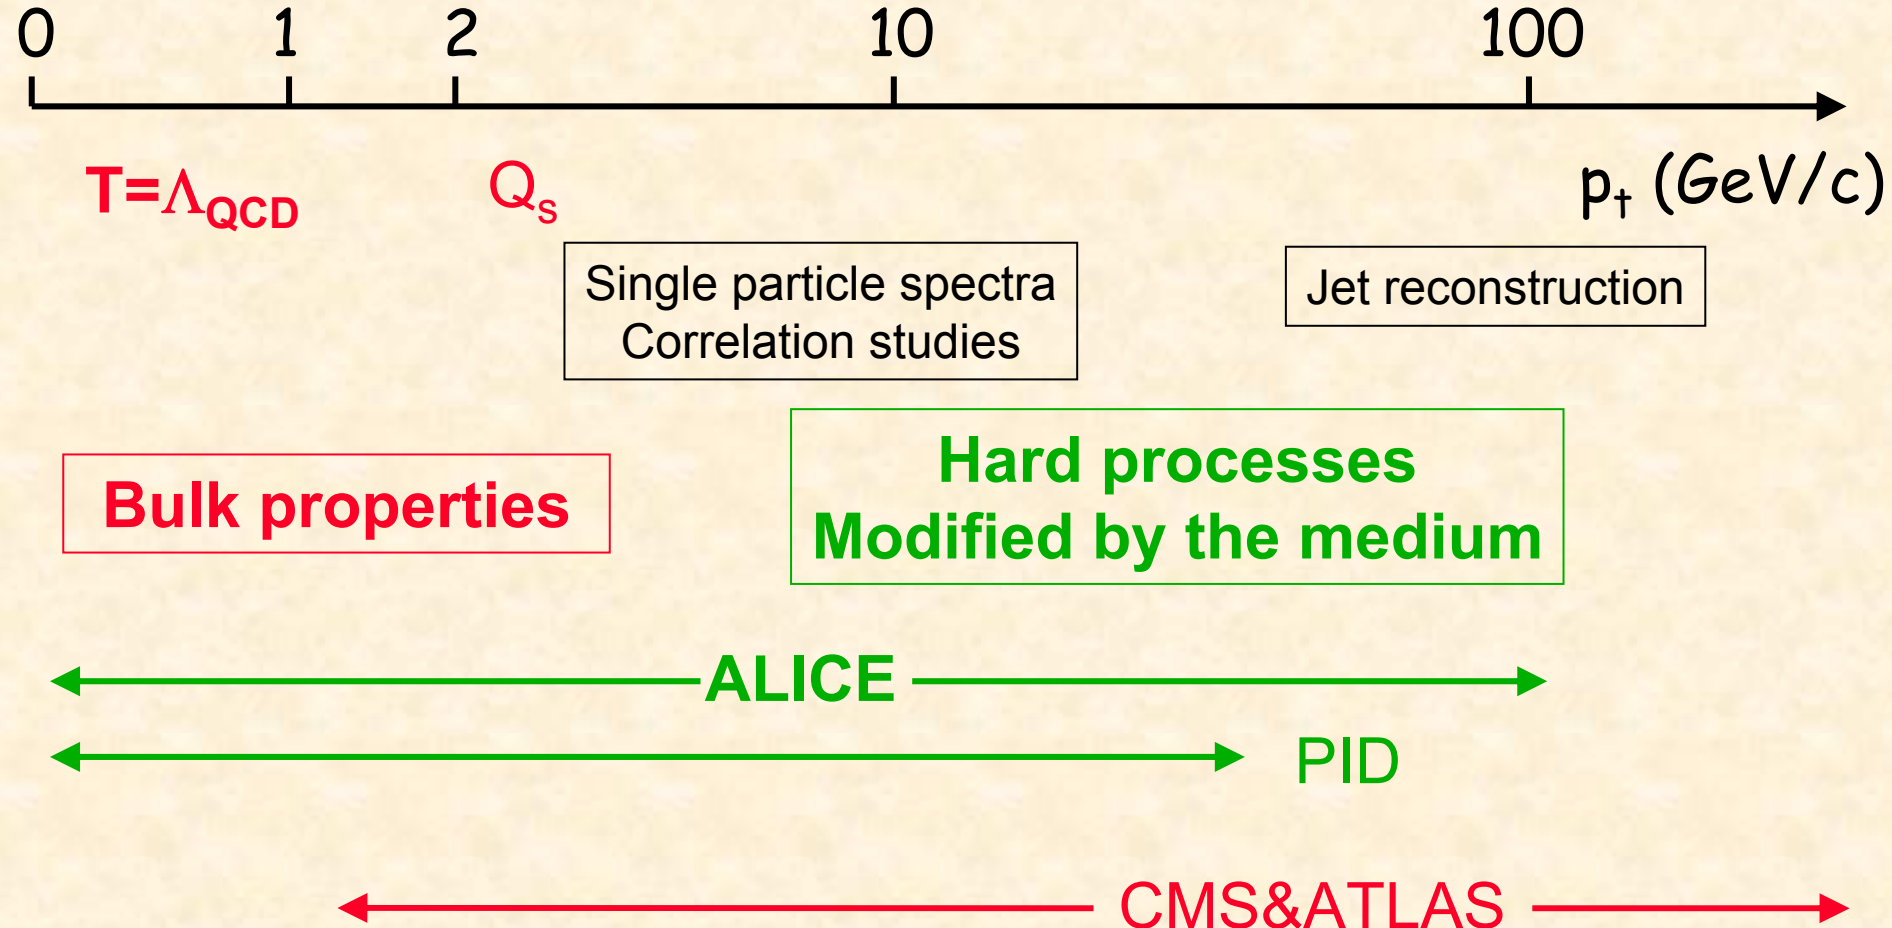 0 1 2 10 100
pt (GeV/c)
T=ΛQCD Qs
Single particle spectra
Correlation studies
Jet reconstruction
Bulk properties
Hard processes
Modified by the medium
ALICE
PID
CMS&ATLAS